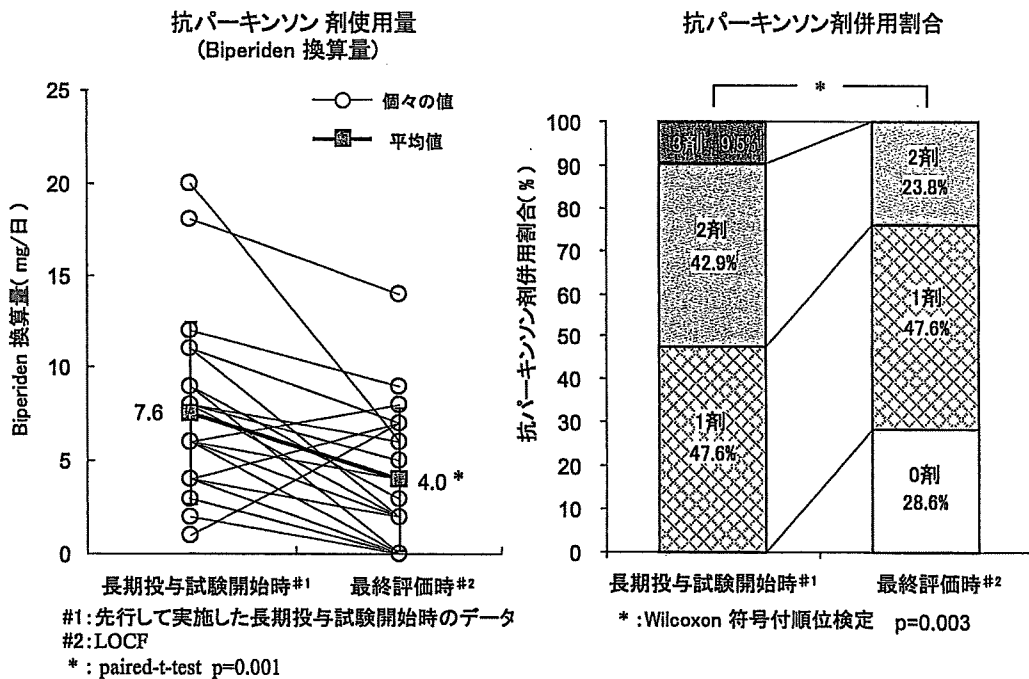 抗パーキンソン 剤使用量
(Biperiden 換算量)
個々の値
平均値
Biperiden 換算量( mg/日)
25
20
15
10
5
0
7.6
4.0 *
長期投与試験開始時#1
最終評価時#2
#1:先行して実施した長期投与試験開始時のデータ
#2:LOCF
* : paired-t-test p=0.001
抗パーキンソン剤併用割合
*
抗パーキンソン剤併用割合( % )
100
90
80
70
60
50
40
30
20
10
0
3剤 9.5%
2剤
42.9%
1剤
47.6%
2剤
23.8%
1剤
47.6%
0剤
28.6%
長期投与試験開始時#1
最終評価時#2
* :Wilcoxon 符号付順位検定 p=0.003